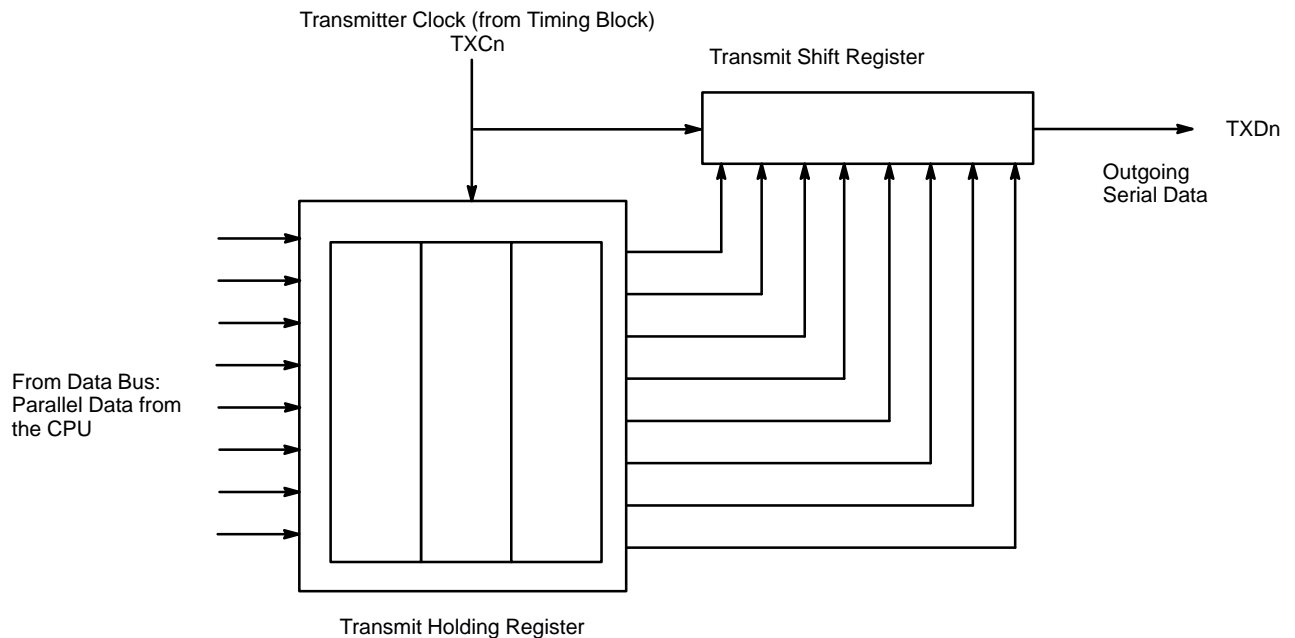 Transmitter Clock (from Timing Block)
TXCn
Transmit Shift Register
TXDn
Outgoing
Serial Data
From Data Bus:
Parallel Data from
the CPU
Transmit Holding Register